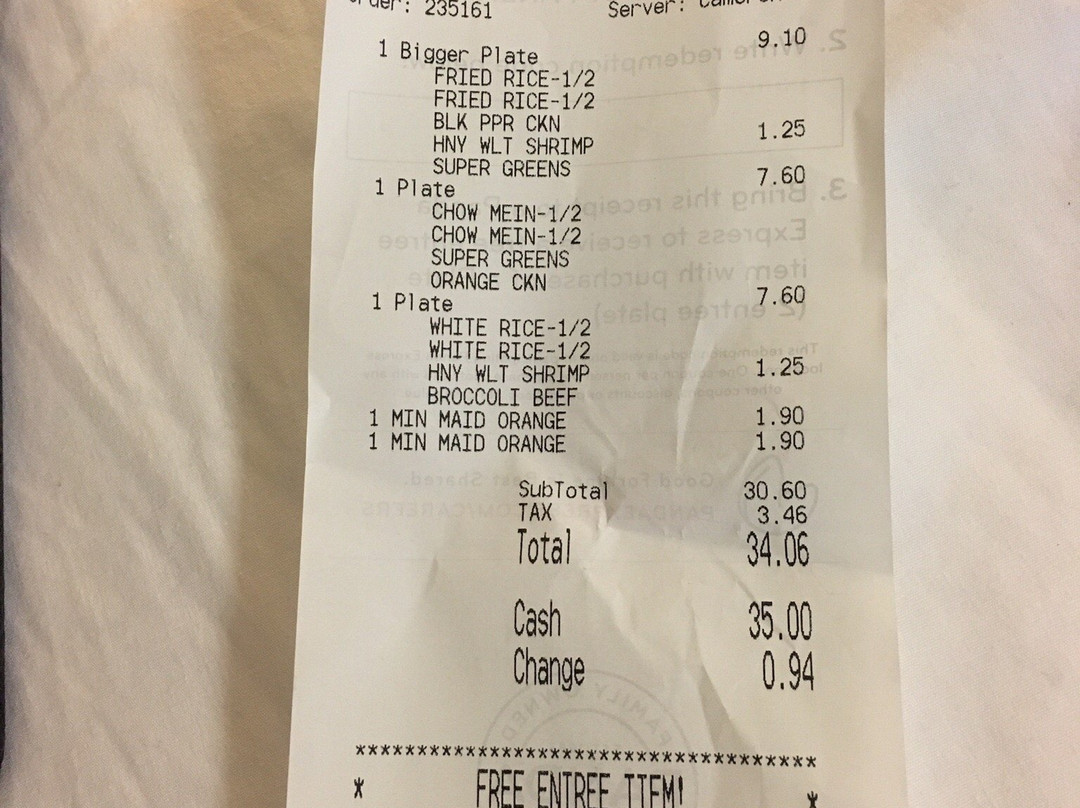 235161 Server:
1 Bigger Plate 9.10
FRIED RICE-1/2
FRIED RICE-1/2
BLK PPR CKN
HNY WLT SHRIMP 1.25
SUPER GREENS
1 Plate 7.60
CHOW MEIN-1/2
CHOW MEIN-1/2
SUPER GREENS
ORANGE CKN
1 Plate 7.60
WHITE RICE-1/2
WHITE RICE-1/2
HNY WLT SHRIMP 1.25
BROCCOLI BEEF
1 MIN MAID ORANGE 1.90
1 MIN MAID ORANGE 1.90
SubTotal 30.60
TAX 3.46
Total 34.06
Cash 35.00
Change 0.94
**************************************
* FREE ENTREE ITEM! *